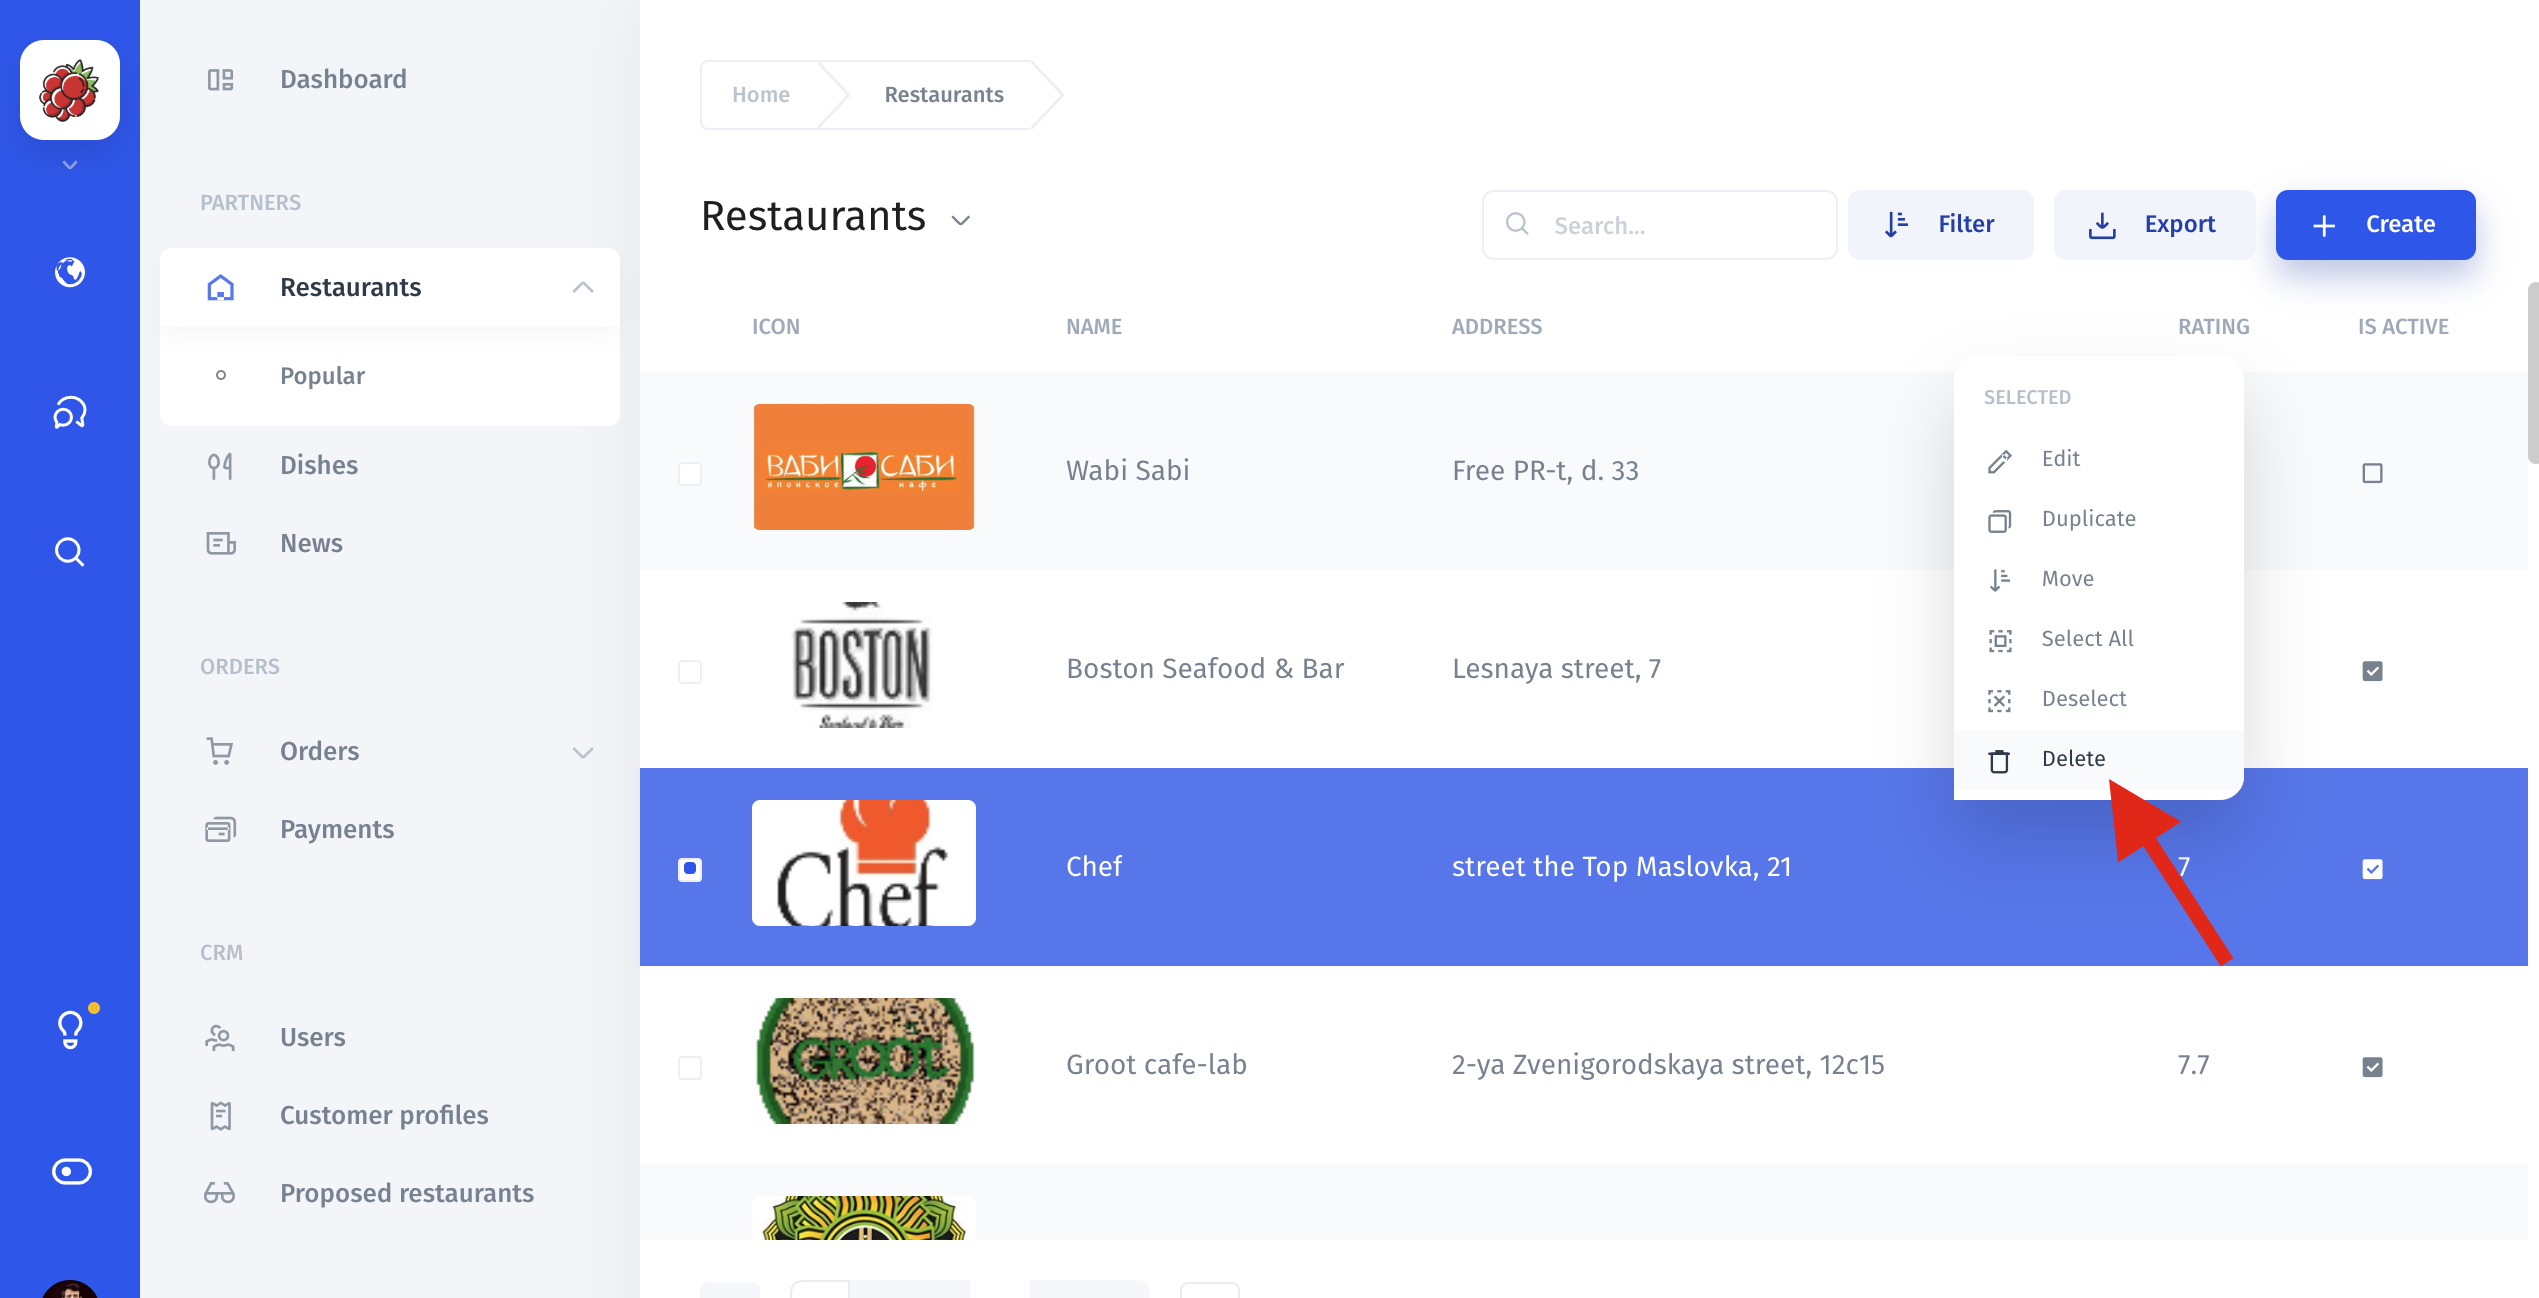 Dashboard
PARTNERS
Restaurants
Popular
Dishes
News
ORDERS
Orders
Payments
CRM
Users
Customer profiles
Proposed restaurants
Home
Restaurants
Restaurants
Search...
Filter
Export
Create
ICON NAME ADDRESS RATING IS ACTIVE
ВАБИ САБИ
японское кафе
Wabi Sabi Free PR-t, d. 33
BOSTON
Seafood & Bar
Boston Seafood & Bar Lesnaya street, 7
Chef
Chef street the Top Maslovka, 21 7
GROOT
Groot cafe-lab 2-ya Zvenigorodskaya street, 12c15 7.7
SELECTED
Edit
Duplicate
Move
Select All
Deselect
Delete